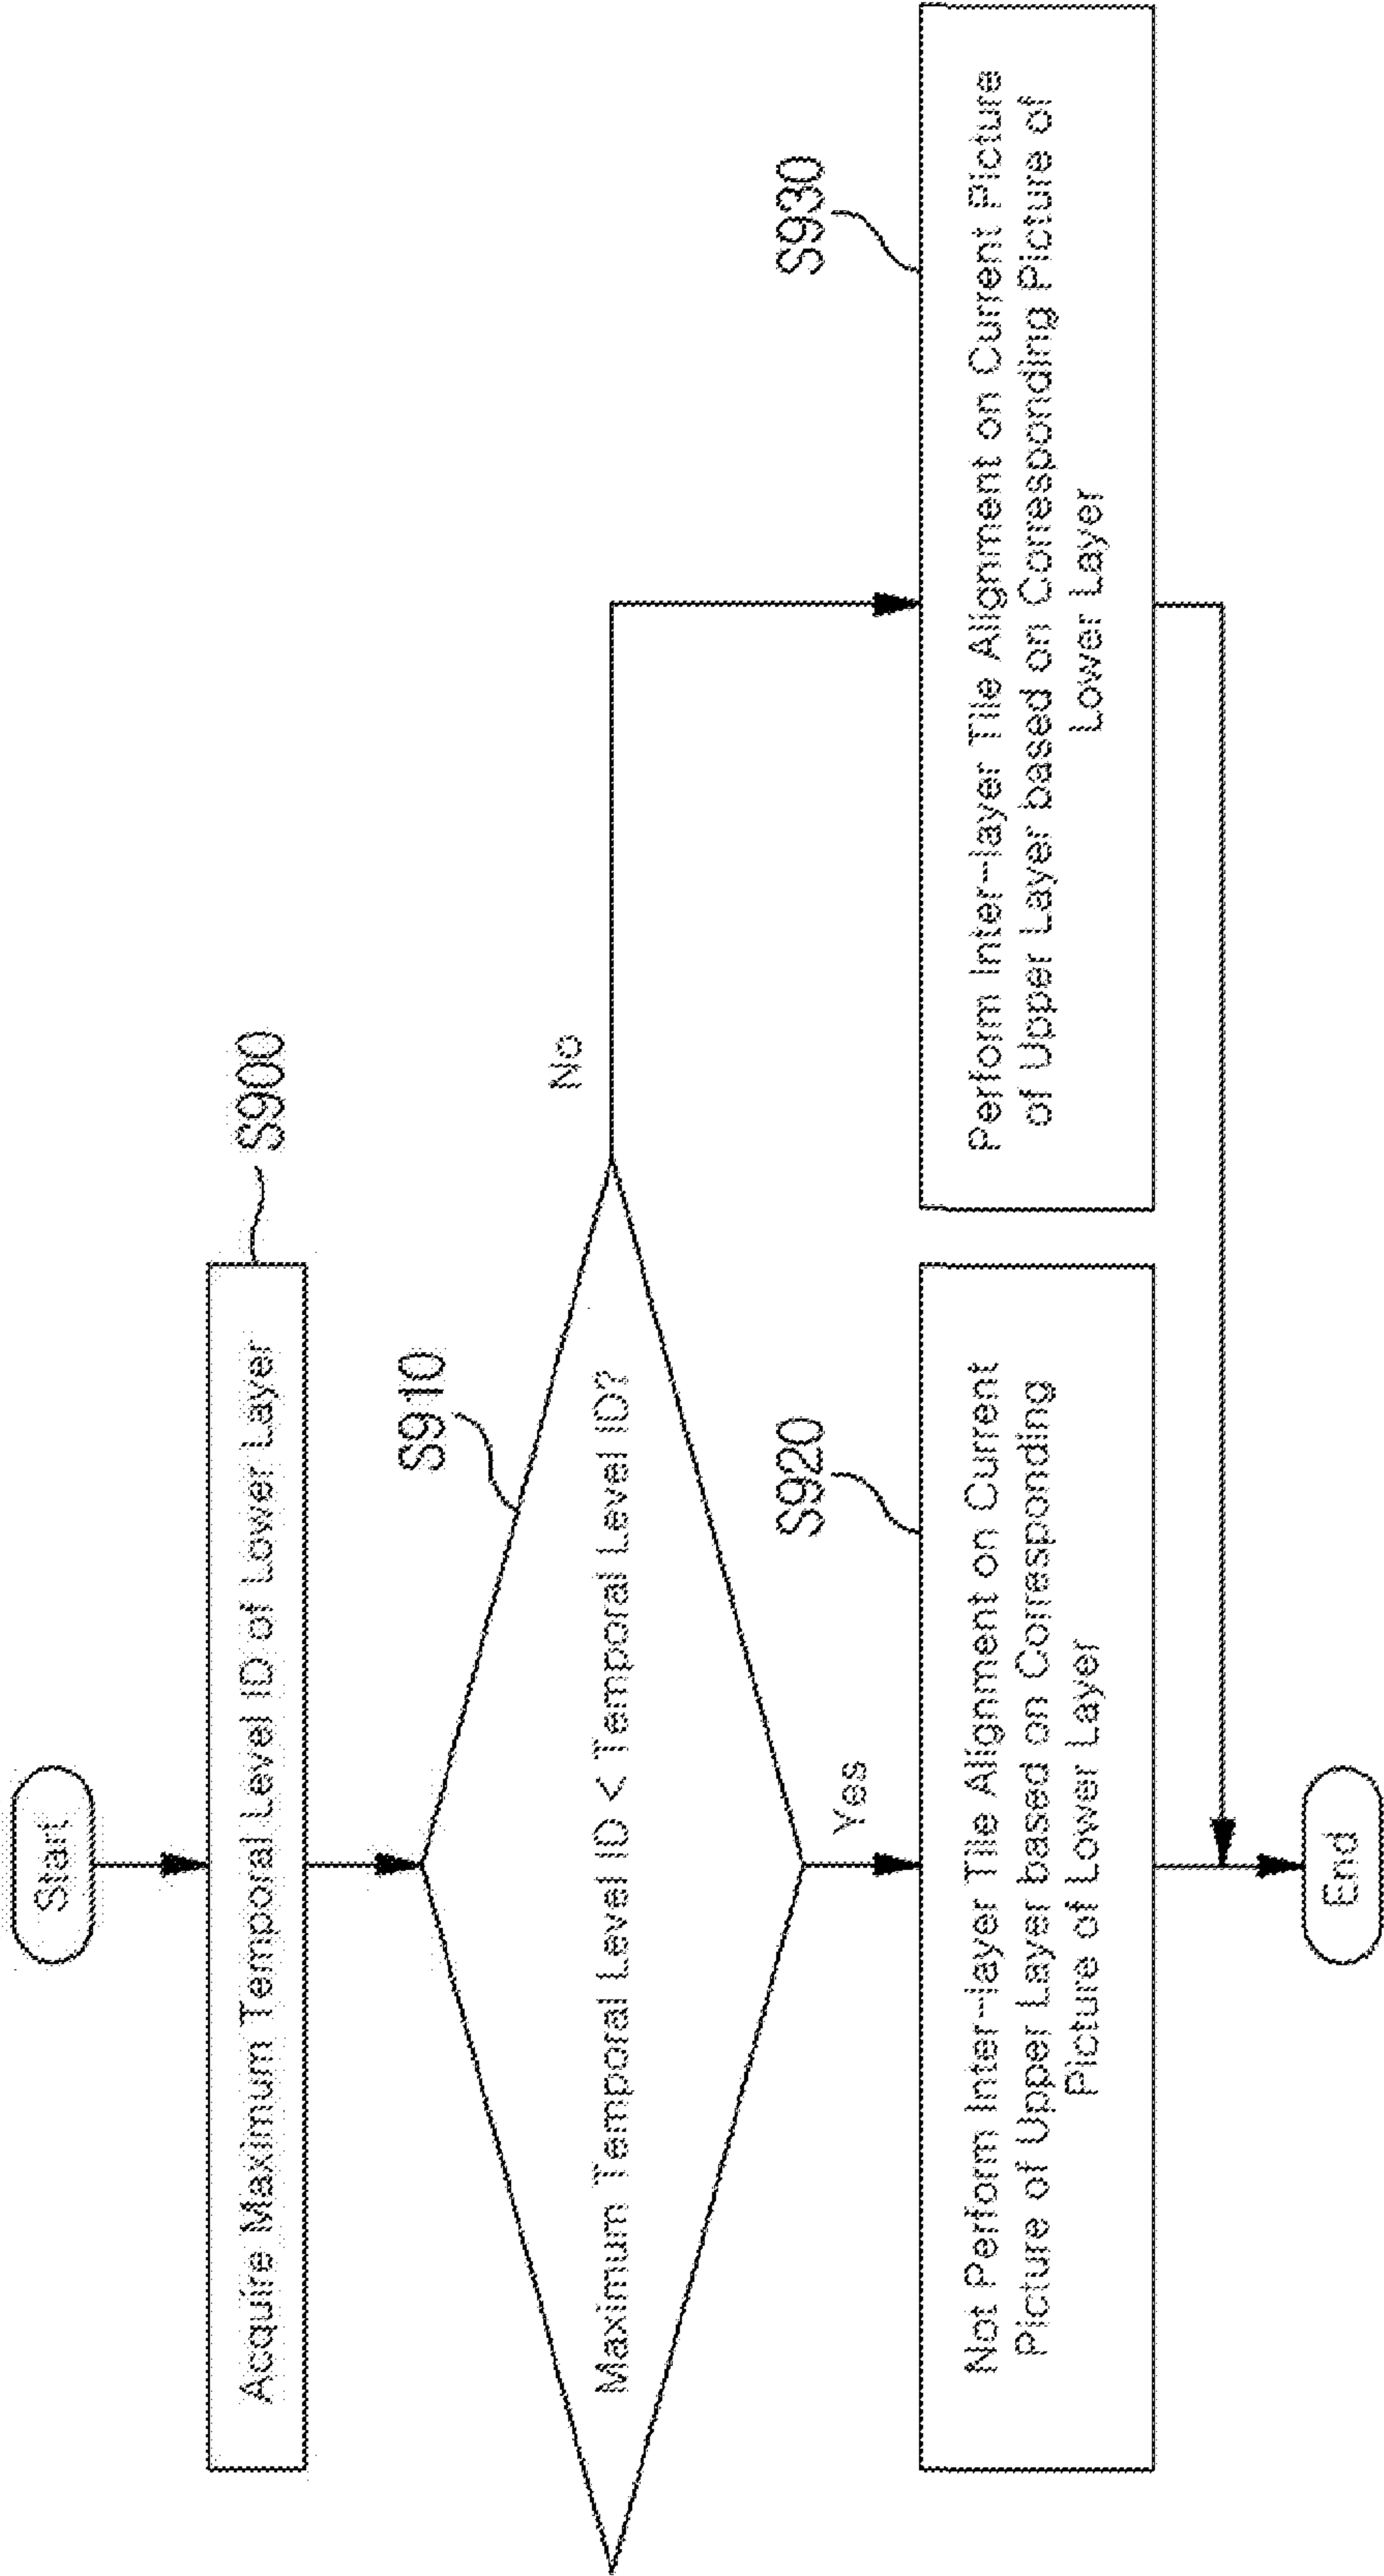 Start
Acquire Maximum Temporal Level ID of Lower Layer
S900
Maximum Temporal Level ID < Temporal Level ID?
S910
No
Yes
S920
Not Perform Inter-layer Tile Alignment on Current
Picture of Upper Layer based on Corresponding
Picture of Lower Layer
S930
Perform Inter-layer Tile Alignment on Current Picture
of Upper Layer based on Corresponding Picture of
Lower Layer
End